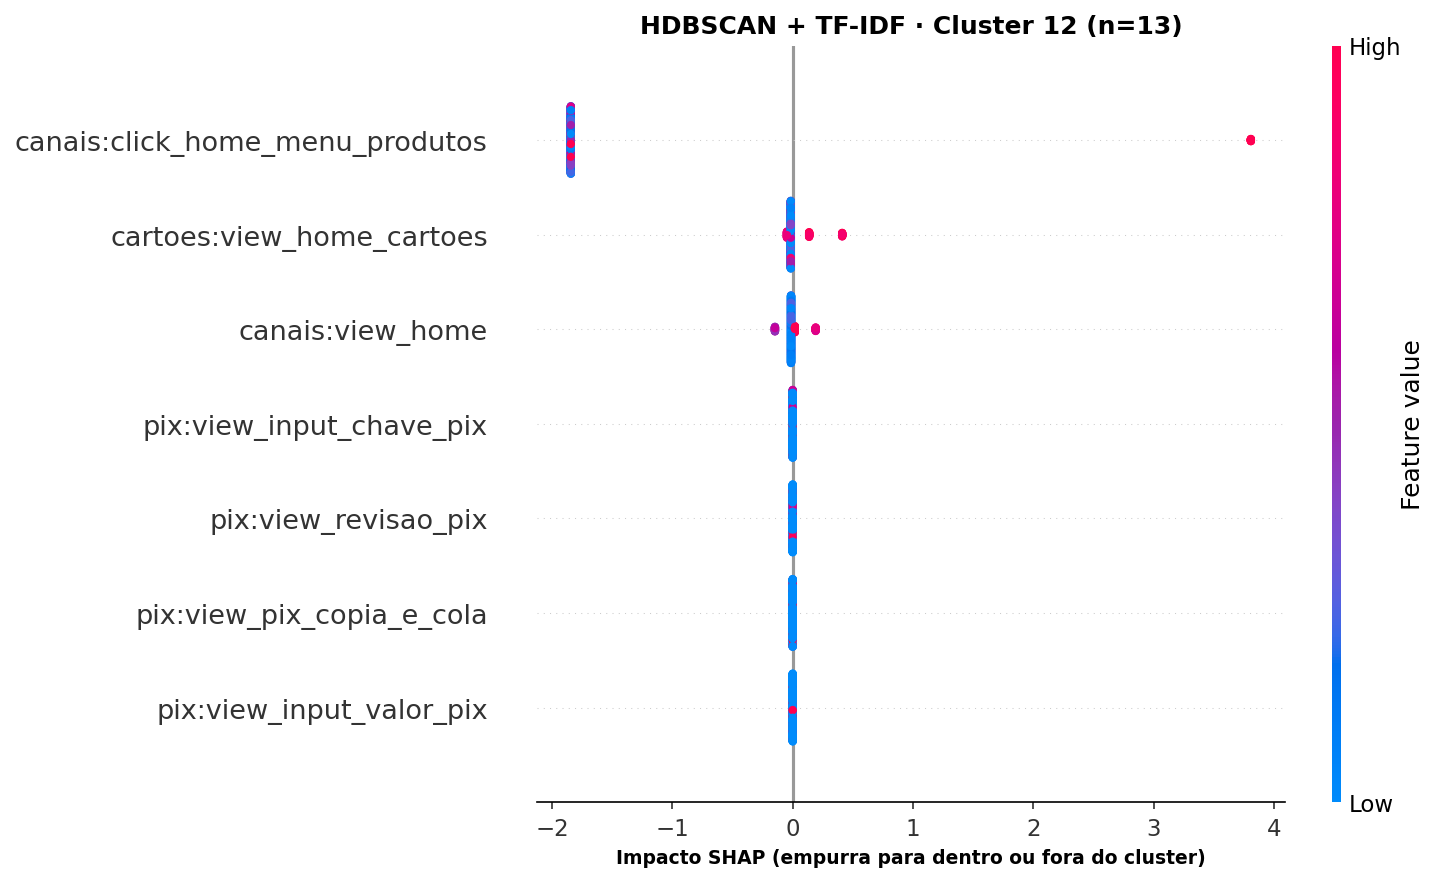 HDBSCAN + TF-IDF · Cluster 12 (n=13)
High
canais:click_home_menu_produtos
cartoes:view_home_cartoes
canais:view_home
pix:view_input_chave_pix
pix:view_revisao_pix
pix:view_pix_copia_e_cola
pix:view_input_valor_pix
Feature value
Low
−2 −1 0 1 2 3 4
Impacto SHAP (empurra para dentro ou fora do cluster)